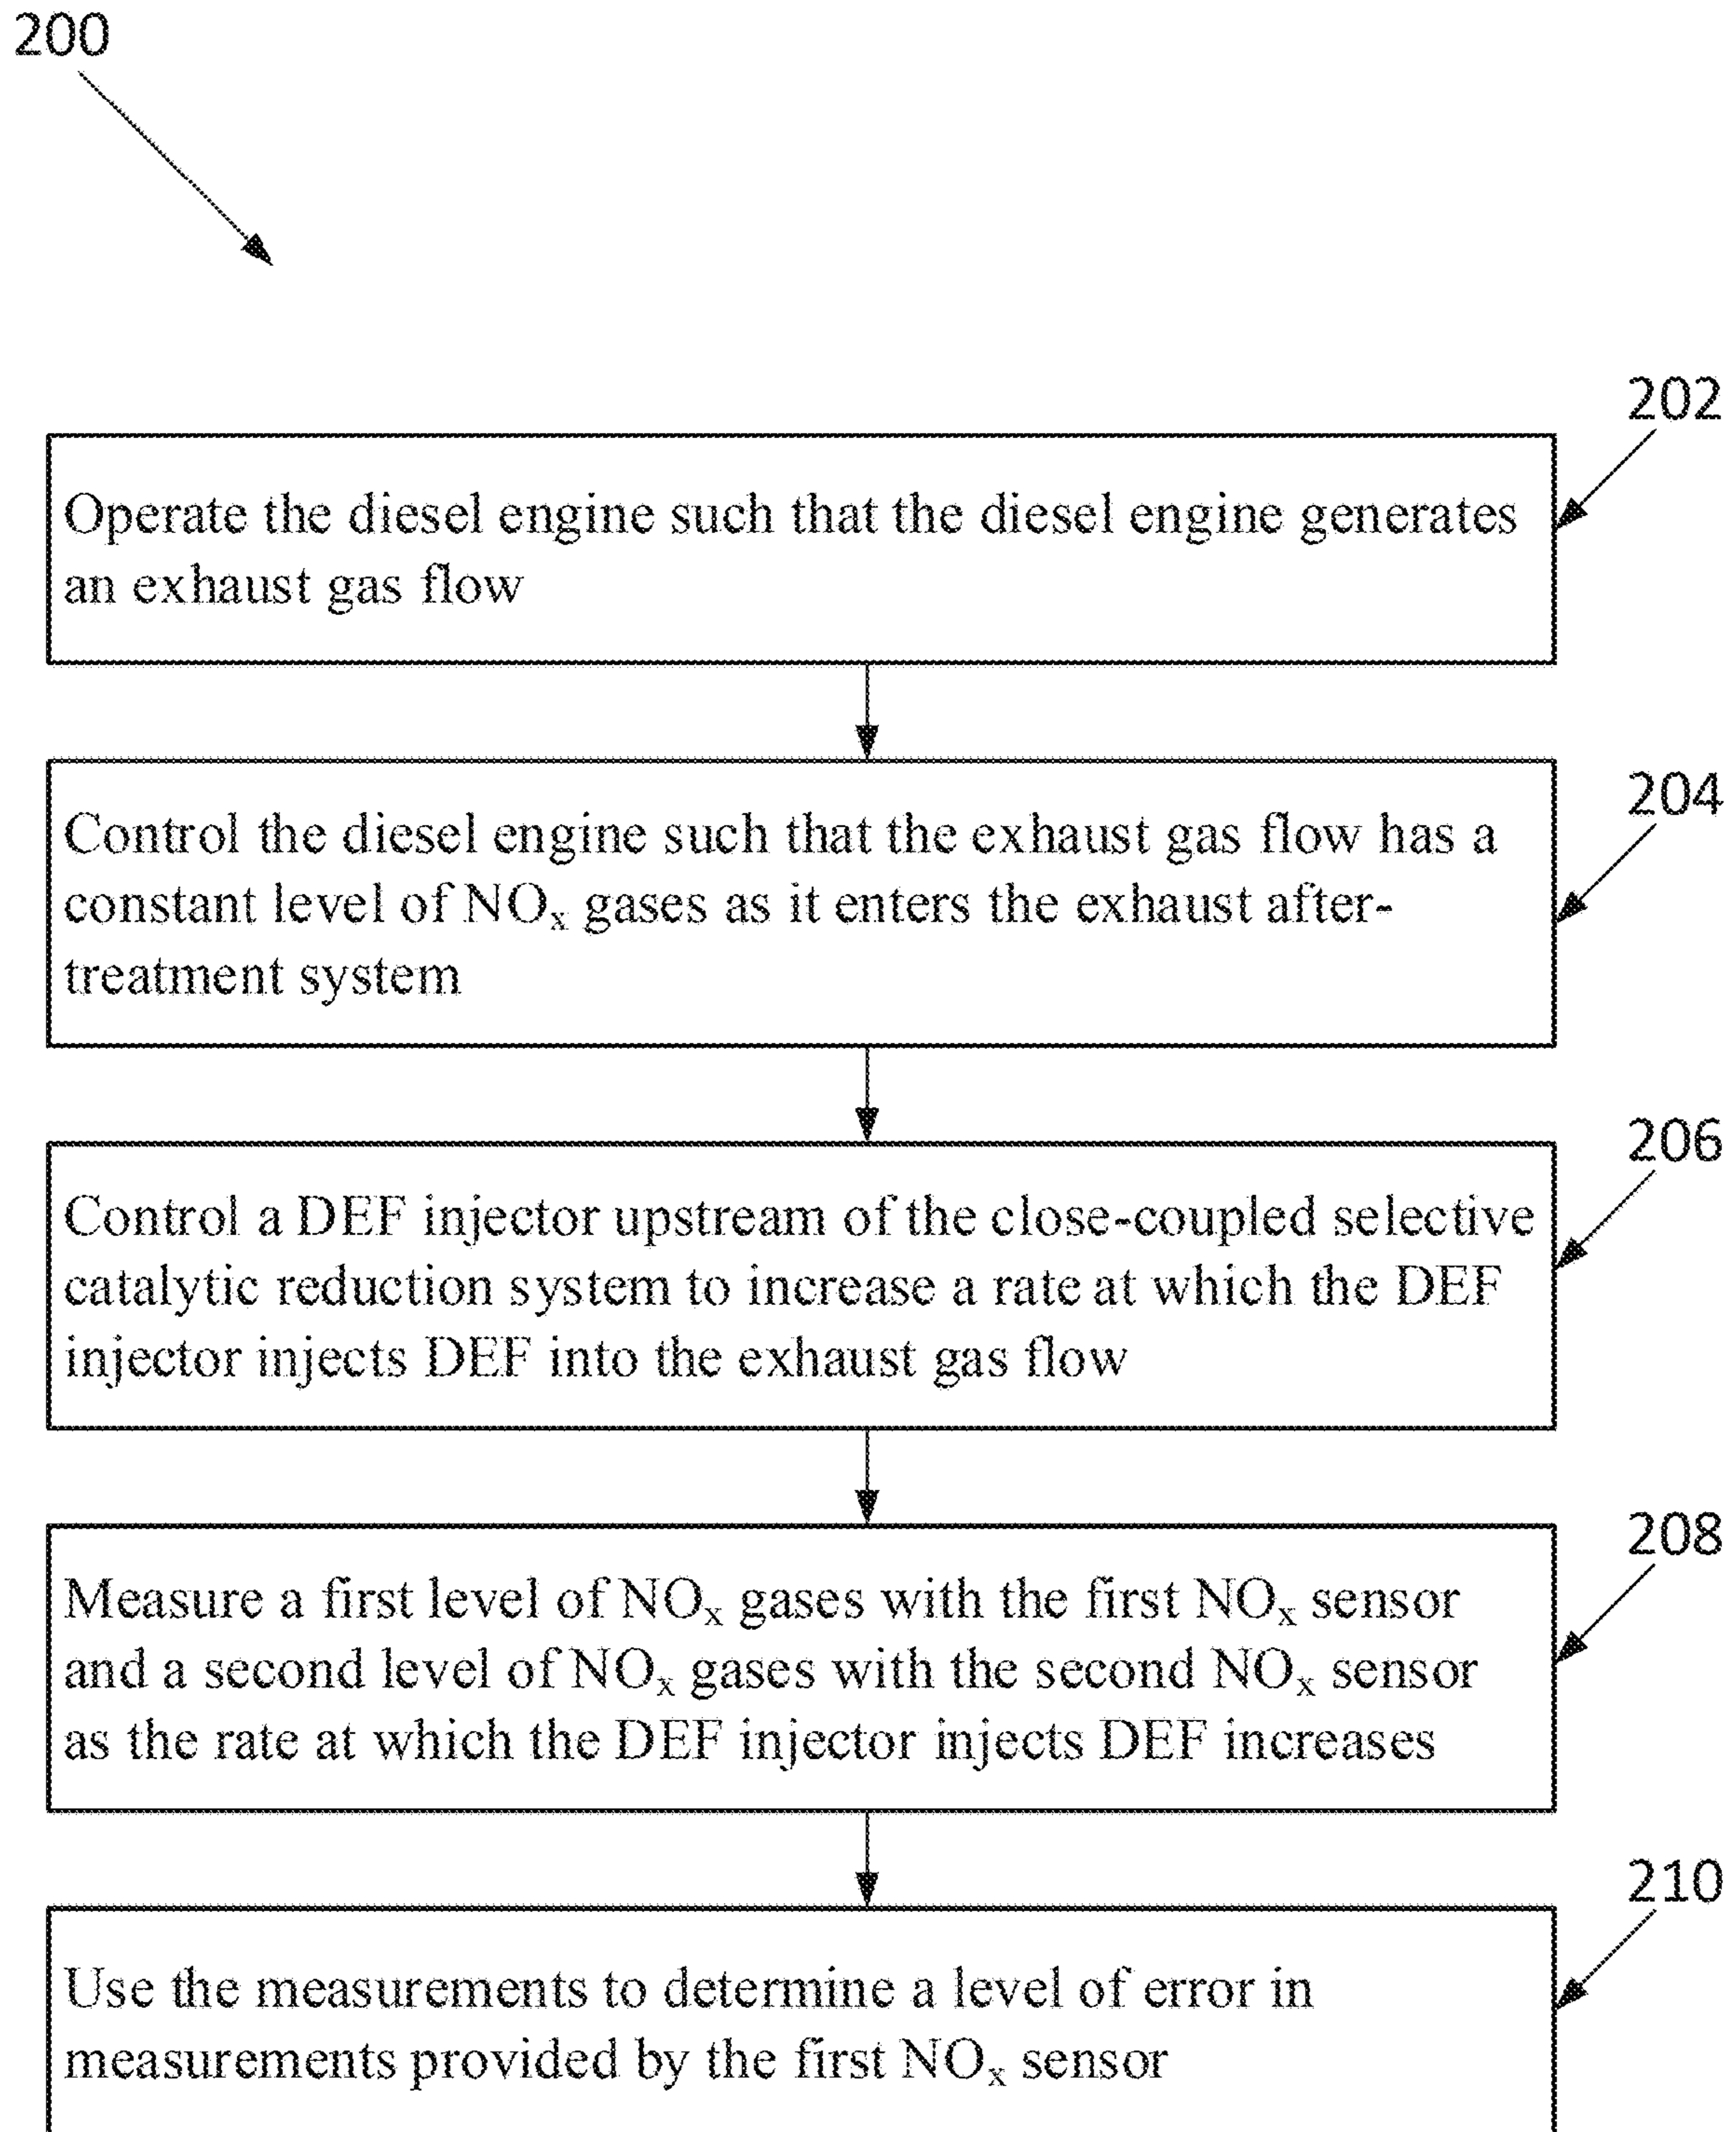 200
202
Operate the diesel engine such that the diesel engine generates
an exhaust gas flow
204
Control the diesel engine such that the exhaust gas flow has a
constant level of NOₓ gases as it enters the exhaust after-
treatment system
206
Control a DEF injector upstream of the close-coupled selective
catalytic reduction system to increase a rate at which the DEF
injector injects DEF into the exhaust gas flow
208
Measure a first level of NOₓ gases with the first NOₓ sensor
and a second level of NOₓ gases with the second NOₓ sensor
as the rate at which the DEF injector injects DEF increases
210
Use the measurements to determine a level of error in
measurements provided by the first NOₓ sensor